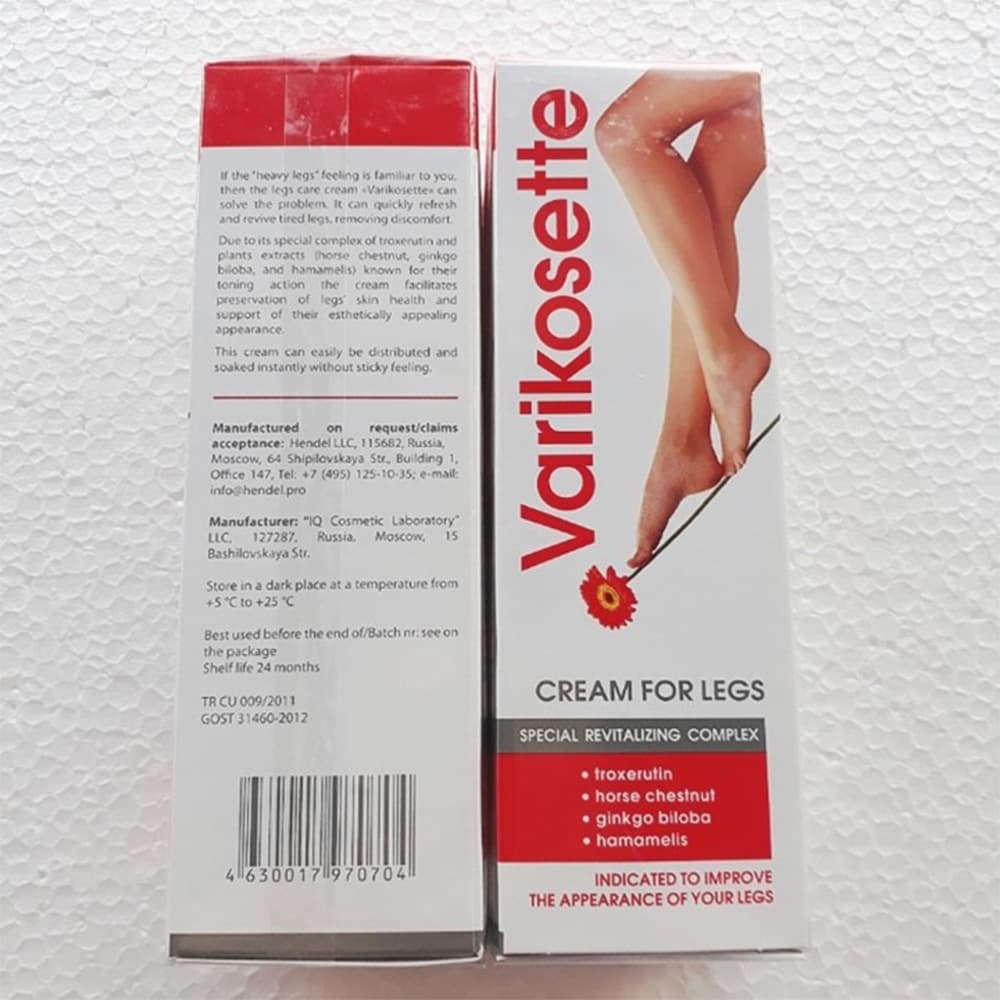 If the "heavy legs" feeling is familiar to you,
then the legs care cream «Varikosette» can
solve the problem. It can quickly refresh
and revive tired legs, removing discomfort.
Due to its special complex of troxerutin and
plants extracts (horse chestnut, ginkgo
biloba, and hamamelis) known for their
toning action the cream facilitates
preservation of legs' skin health and
support of their esthetically appealing
appearance.
This cream can easily be distributed and
soaked instantly without sticky feeling.
Manufactured on request/claims
acceptance: Hendel LLC, 115682, Russia,
Moscow, 64 Shipilovskaya Str., Building 1,
Office 147, Tel: +7 (495) 125-10-35; e-mail:
info@hendel.pro
Manufacturer: "IQ Cosmetic Laboratory"
LLC, 127287, Russia, Moscow, 15
Bashilovskaya Str.
Store in a dark place at a temperature from
+5 °C to +25 °C
Best used before the end of/Batch nr: see on
the package
Shelf life 24 months
TR CU 009/2011
GOST 31460-2012
4 630017 970704
Varikosette
CREAM FOR LEGS
SPECIAL REVITALIZING COMPLEX
• troxerutin
• horse chestnut
• ginkgo biloba
• hamamelis
INDICATED TO IMPROVE
THE APPEARANCE OF YOUR LEGS